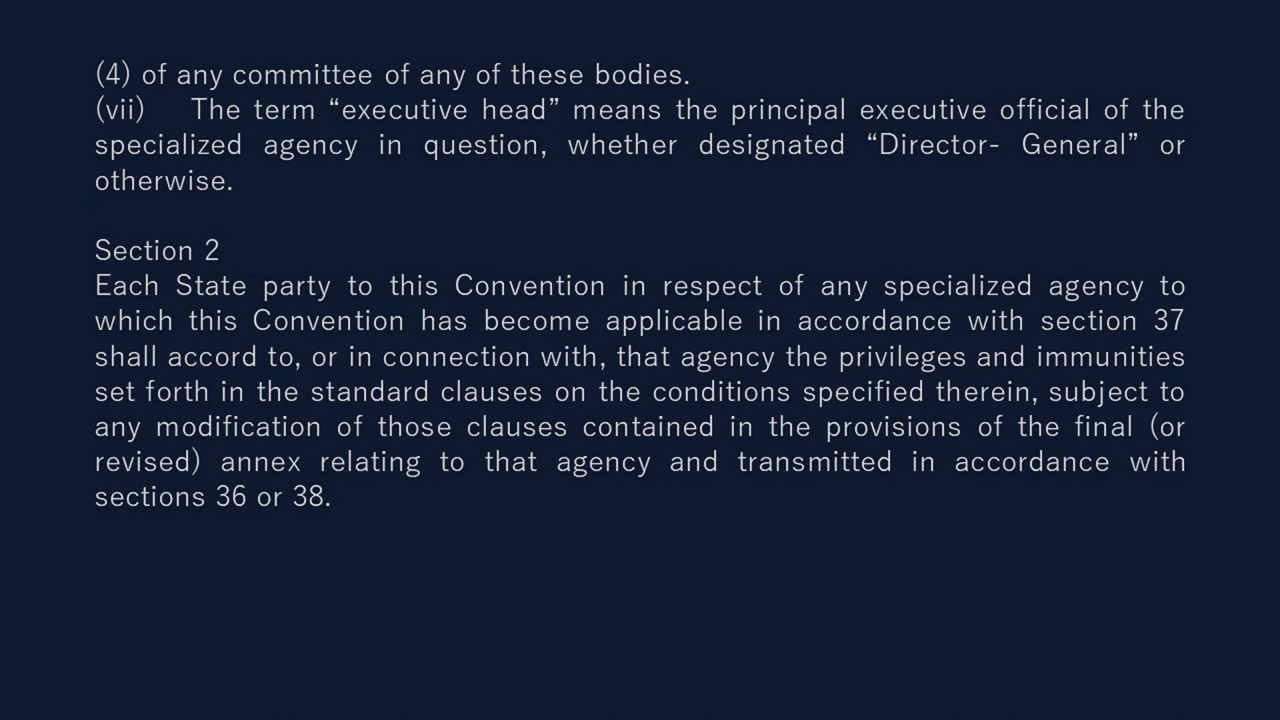 (4) of any committee of any of these bodies.
(vii) The term “executive head” means the principal executive official of the
specialized agency in question, whether designated “Director- General” or
otherwise.
Section 2
Each State party to this Convention in respect of any specialized agency to
which this Convention has become applicable in accordance with section 37
shall accord to, or in connection with, that agency the privileges and immunities
set forth in the standard clauses on the conditions specified therein, subject to
any modification of those clauses contained in the provisions of the final (or
revised) annex relating to that agency and transmitted in accordance with
sections 36 or 38.